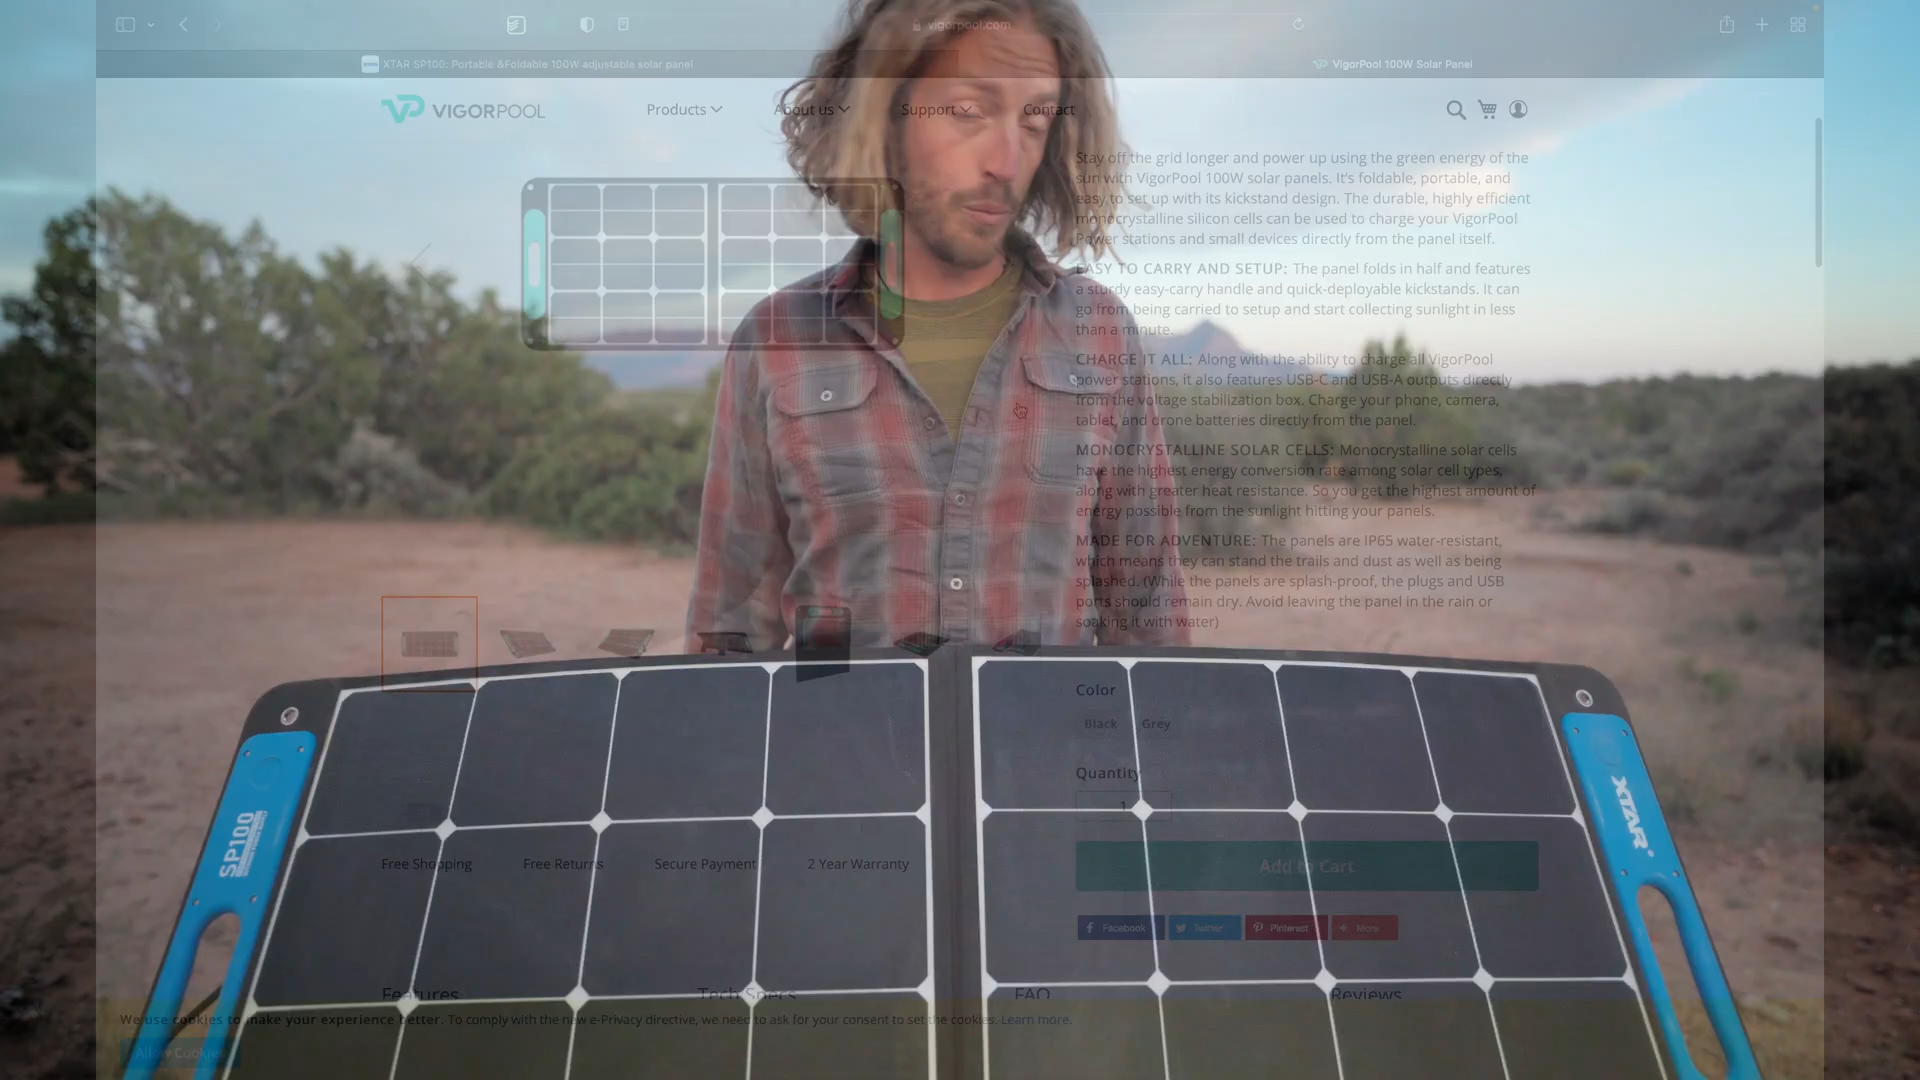 vigorpool.com
XTAR SP100: Portable &Foldable 100W adjustable solar panel
VigorPool 100W Solar Panel
VIGORPOOL
Products
About us
Support
Contact
Stay off the grid longer and power up using the green energy of the
sun with VigorPool 100W solar panels. It's foldable, portable, and
easy to set up with its kickstand design. The durable, highly efficient
monocrystalline silicon cells can be used to charge your VigorPool
Power stations and small devices directly from the panel itself.
EASY TO CARRY AND SETUP: The panel folds in half and features
a sturdy easy-carry handle and quick-deployable kickstands. It can
go from being carried to setup and start collecting sunlight in less
than a minute.
CHARGE IT ALL: Along with the ability to charge all VigorPool
power stations, it also features USB-C and USB-A outputs directly
from the voltage stabilization box. Charge your phone, camera,
tablet, and drone batteries directly from the panel.
MONOCRYSTALLINE SOLAR CELLS: Monocrystalline solar cells
have the highest energy conversion rate among solar cell types,
along with greater heat resistance. So you get the highest amount of
energy possible from the sunlight hitting your panels.
MADE FOR ADVENTURE: The panels are IP65 water-resistant,
which means they can stand the trails and dust as well as being
splashed. (While the panels are splash-proof, the plugs and USB
ports should remain dry. Avoid leaving the panel in the rain or
soaking it with water)
Color
Black Grey
Quantity
1
Add to Cart
Free Shopping
Free Returns
Secure Payment
2 Year Warranty
Facebook
Twitter
Pinterest
More
SP100
XTAR
Features
Tech Specs
FAQ
Reviews
We use cookies to make your experience better. To comply with the new e-Privacy directive, we need to ask for your consent to set the cookies. Learn more.
Allow Cookies